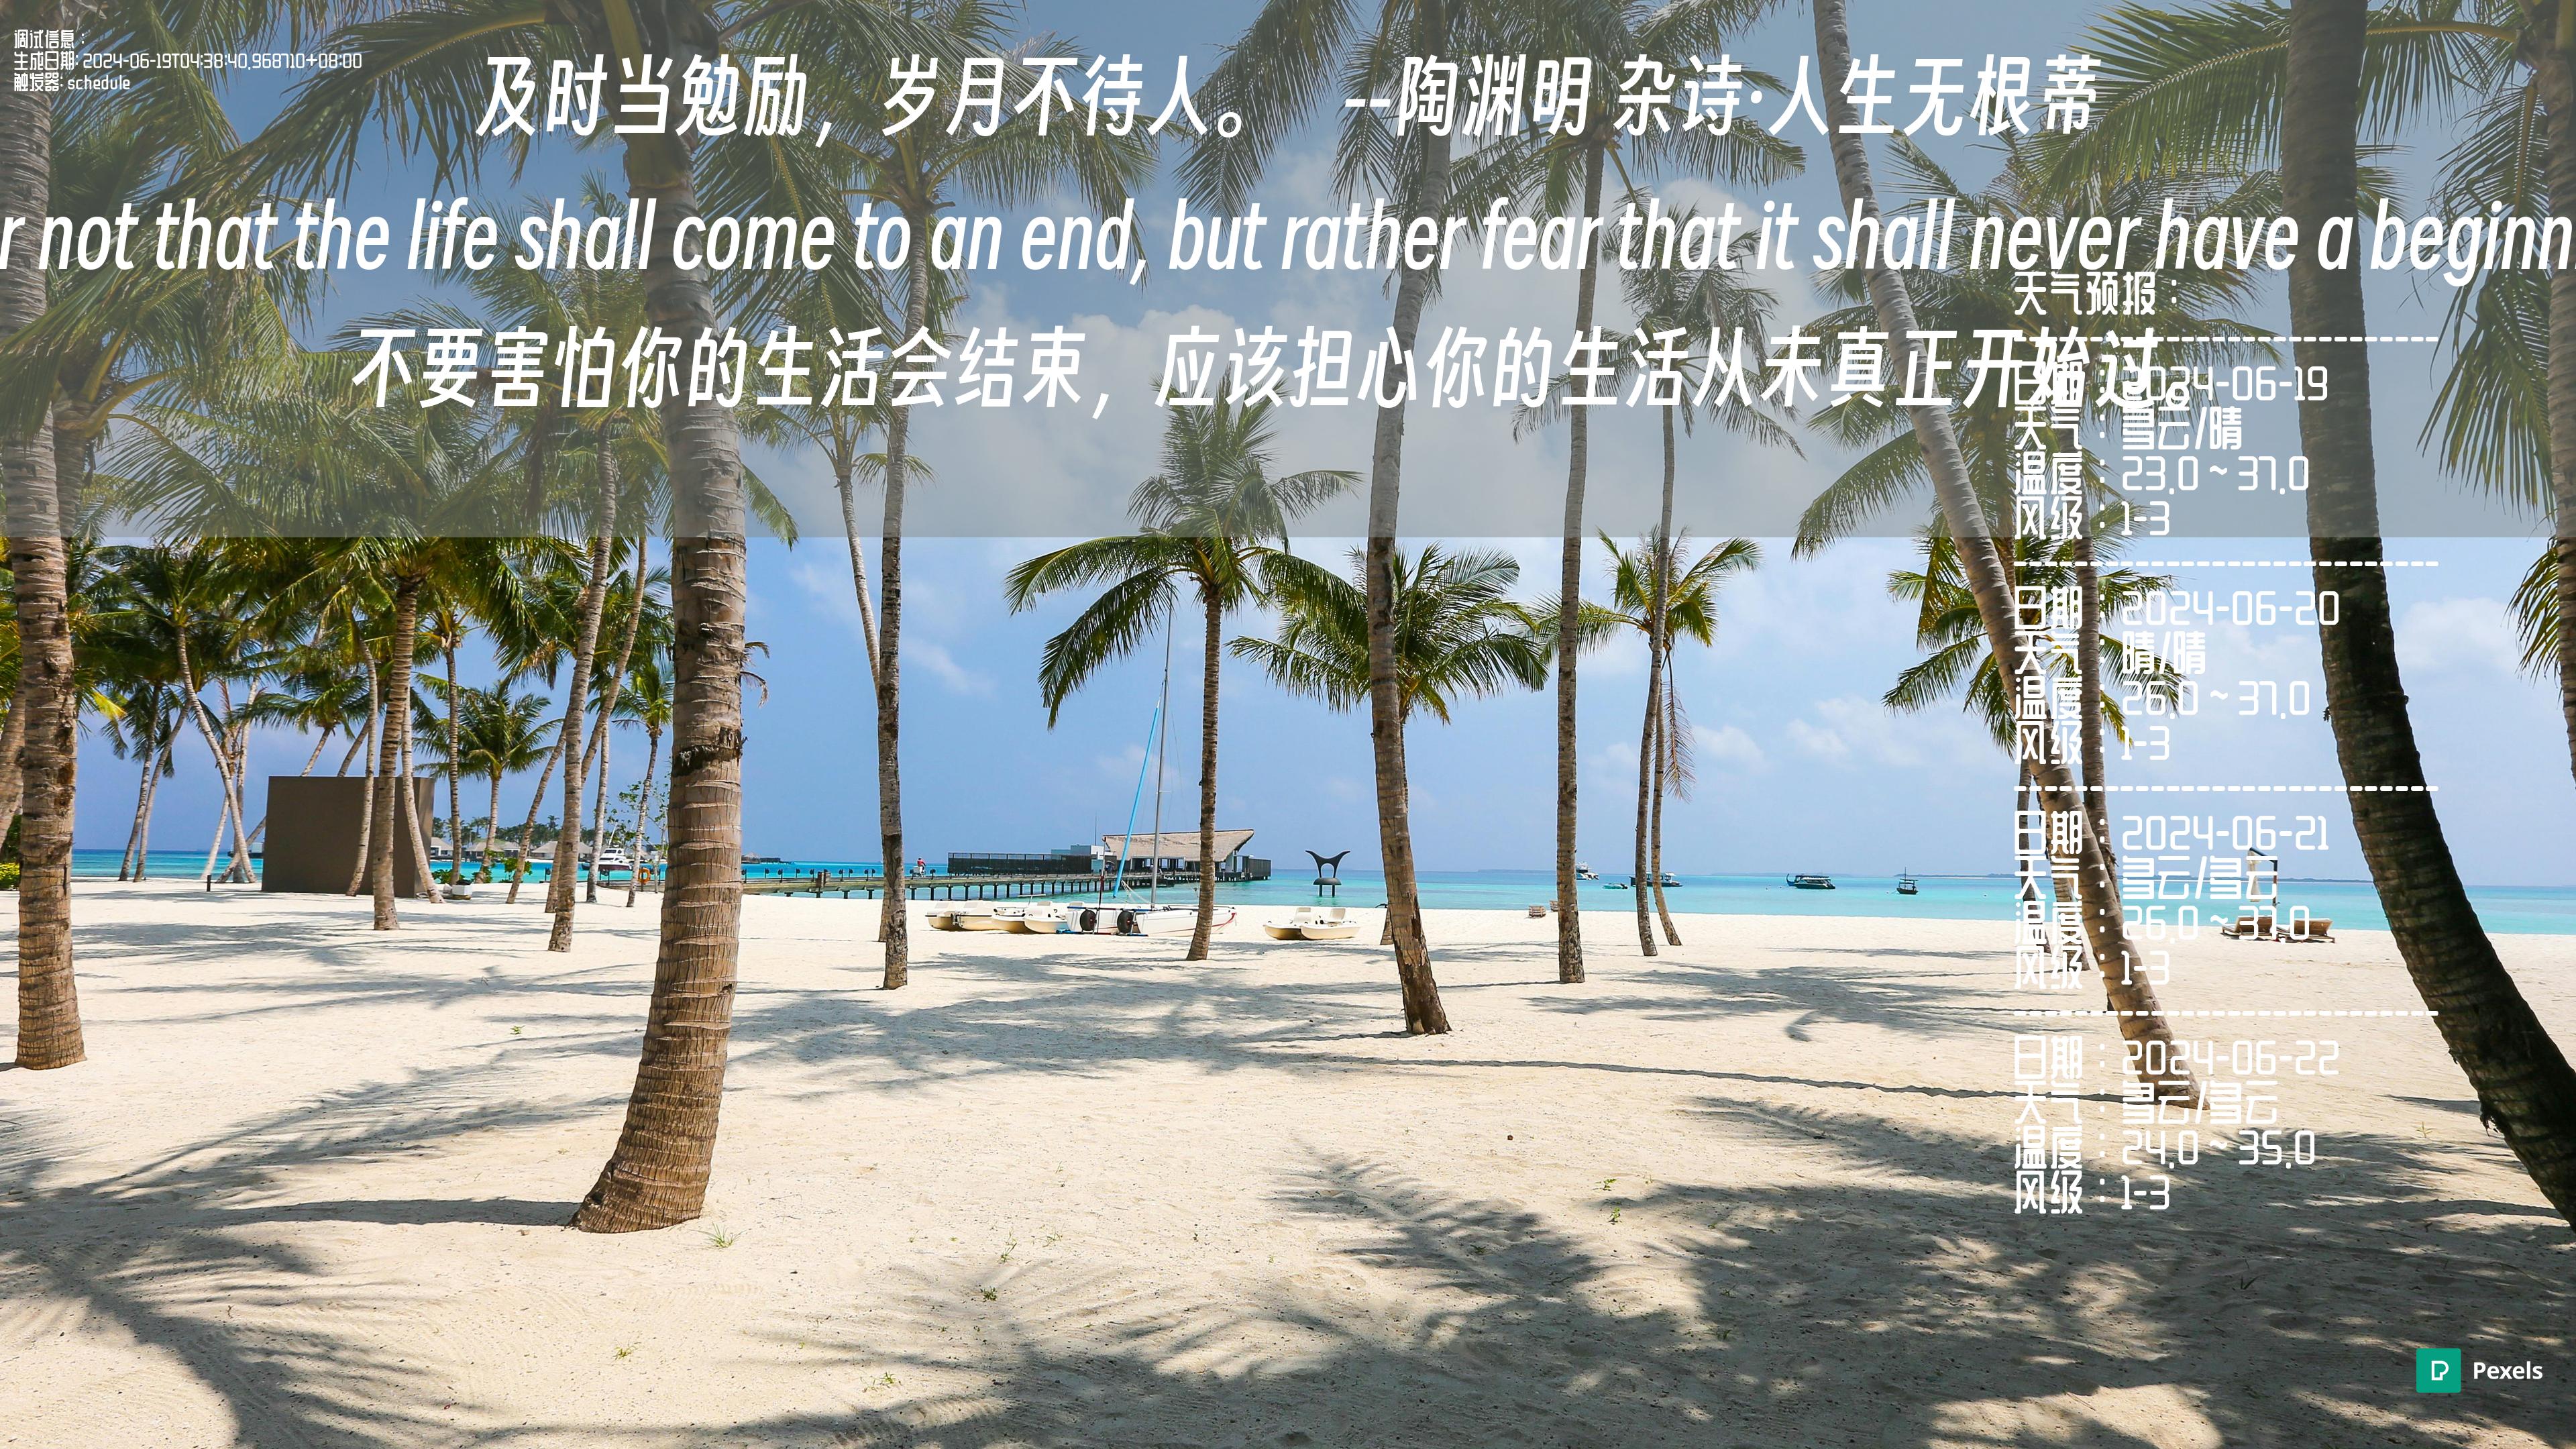 调试信息：
生成日期: 2024-06-19T04:38:40.968710+08:00
触发器: schedule
及时当勉励，岁月不待人。 --陶渊明 杂诗·人生无根蒂
not that the life shall come to an end, but rather fear that it shall never have a
不要害怕你的生活会结束，应该担心你的生活从未真正开始过。
天气预报：
日期：2024-06-19
天气：多云/晴
温度：23.0 ~ 37.0
风级：1-3
日期：2024-06-20
天气：晴/晴
温度：26.0 ~ 37.0
风级：1-3
日期：2024-06-21
天气：多云/多云
温度：26.0 ~ 37.0
风级：1-3
日期：2024-06-22
天气：多云/多云
温度：24.0 ~ 35.0
风级：1-3
Pexels